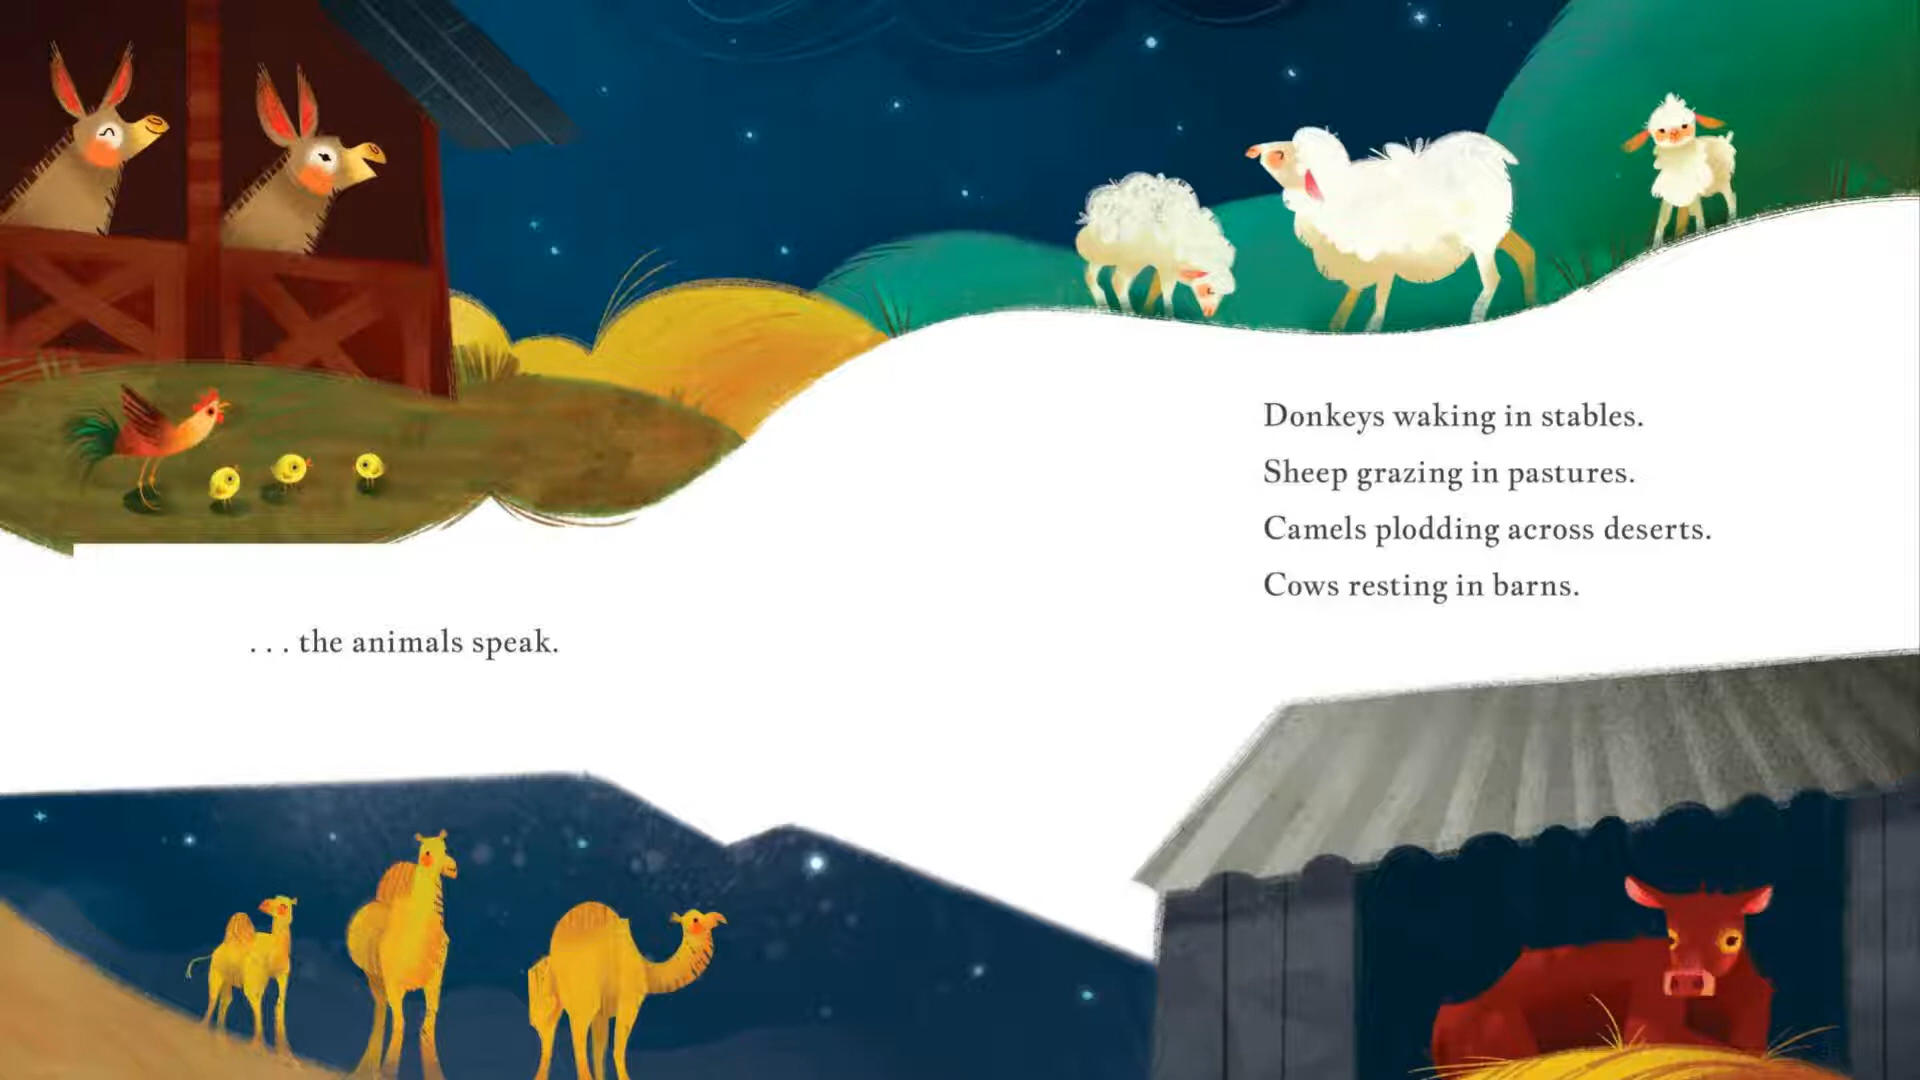 . . . the animals speak.
Donkeys waking in stables.
Sheep grazing in pastures.
Camels plodding across deserts.
Cows resting in barns.